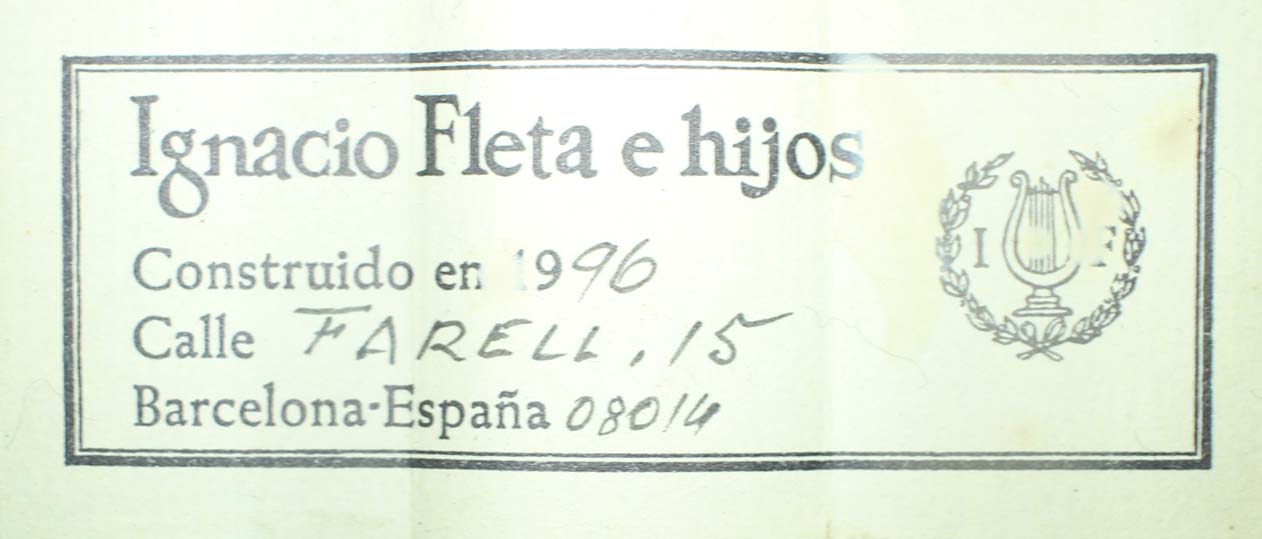 Ignacio Fleta e hijos
Construido en 1996
Calle FARELL, 15
Barcelona-España 08014
I F